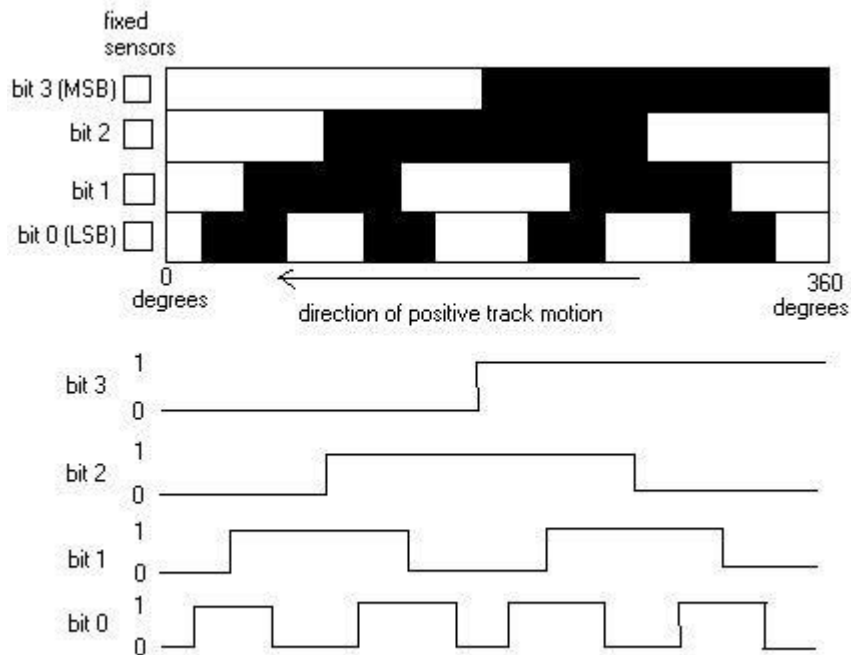 fixed
sensors
bit 3 (MSB)
bit 2
bit 1
bit 0 (LSB)
0
degrees
direction of positive track motion
360
degrees
1
bit 3
0
1
bit 2
0
1
bit 1
0
1
bit 0
0